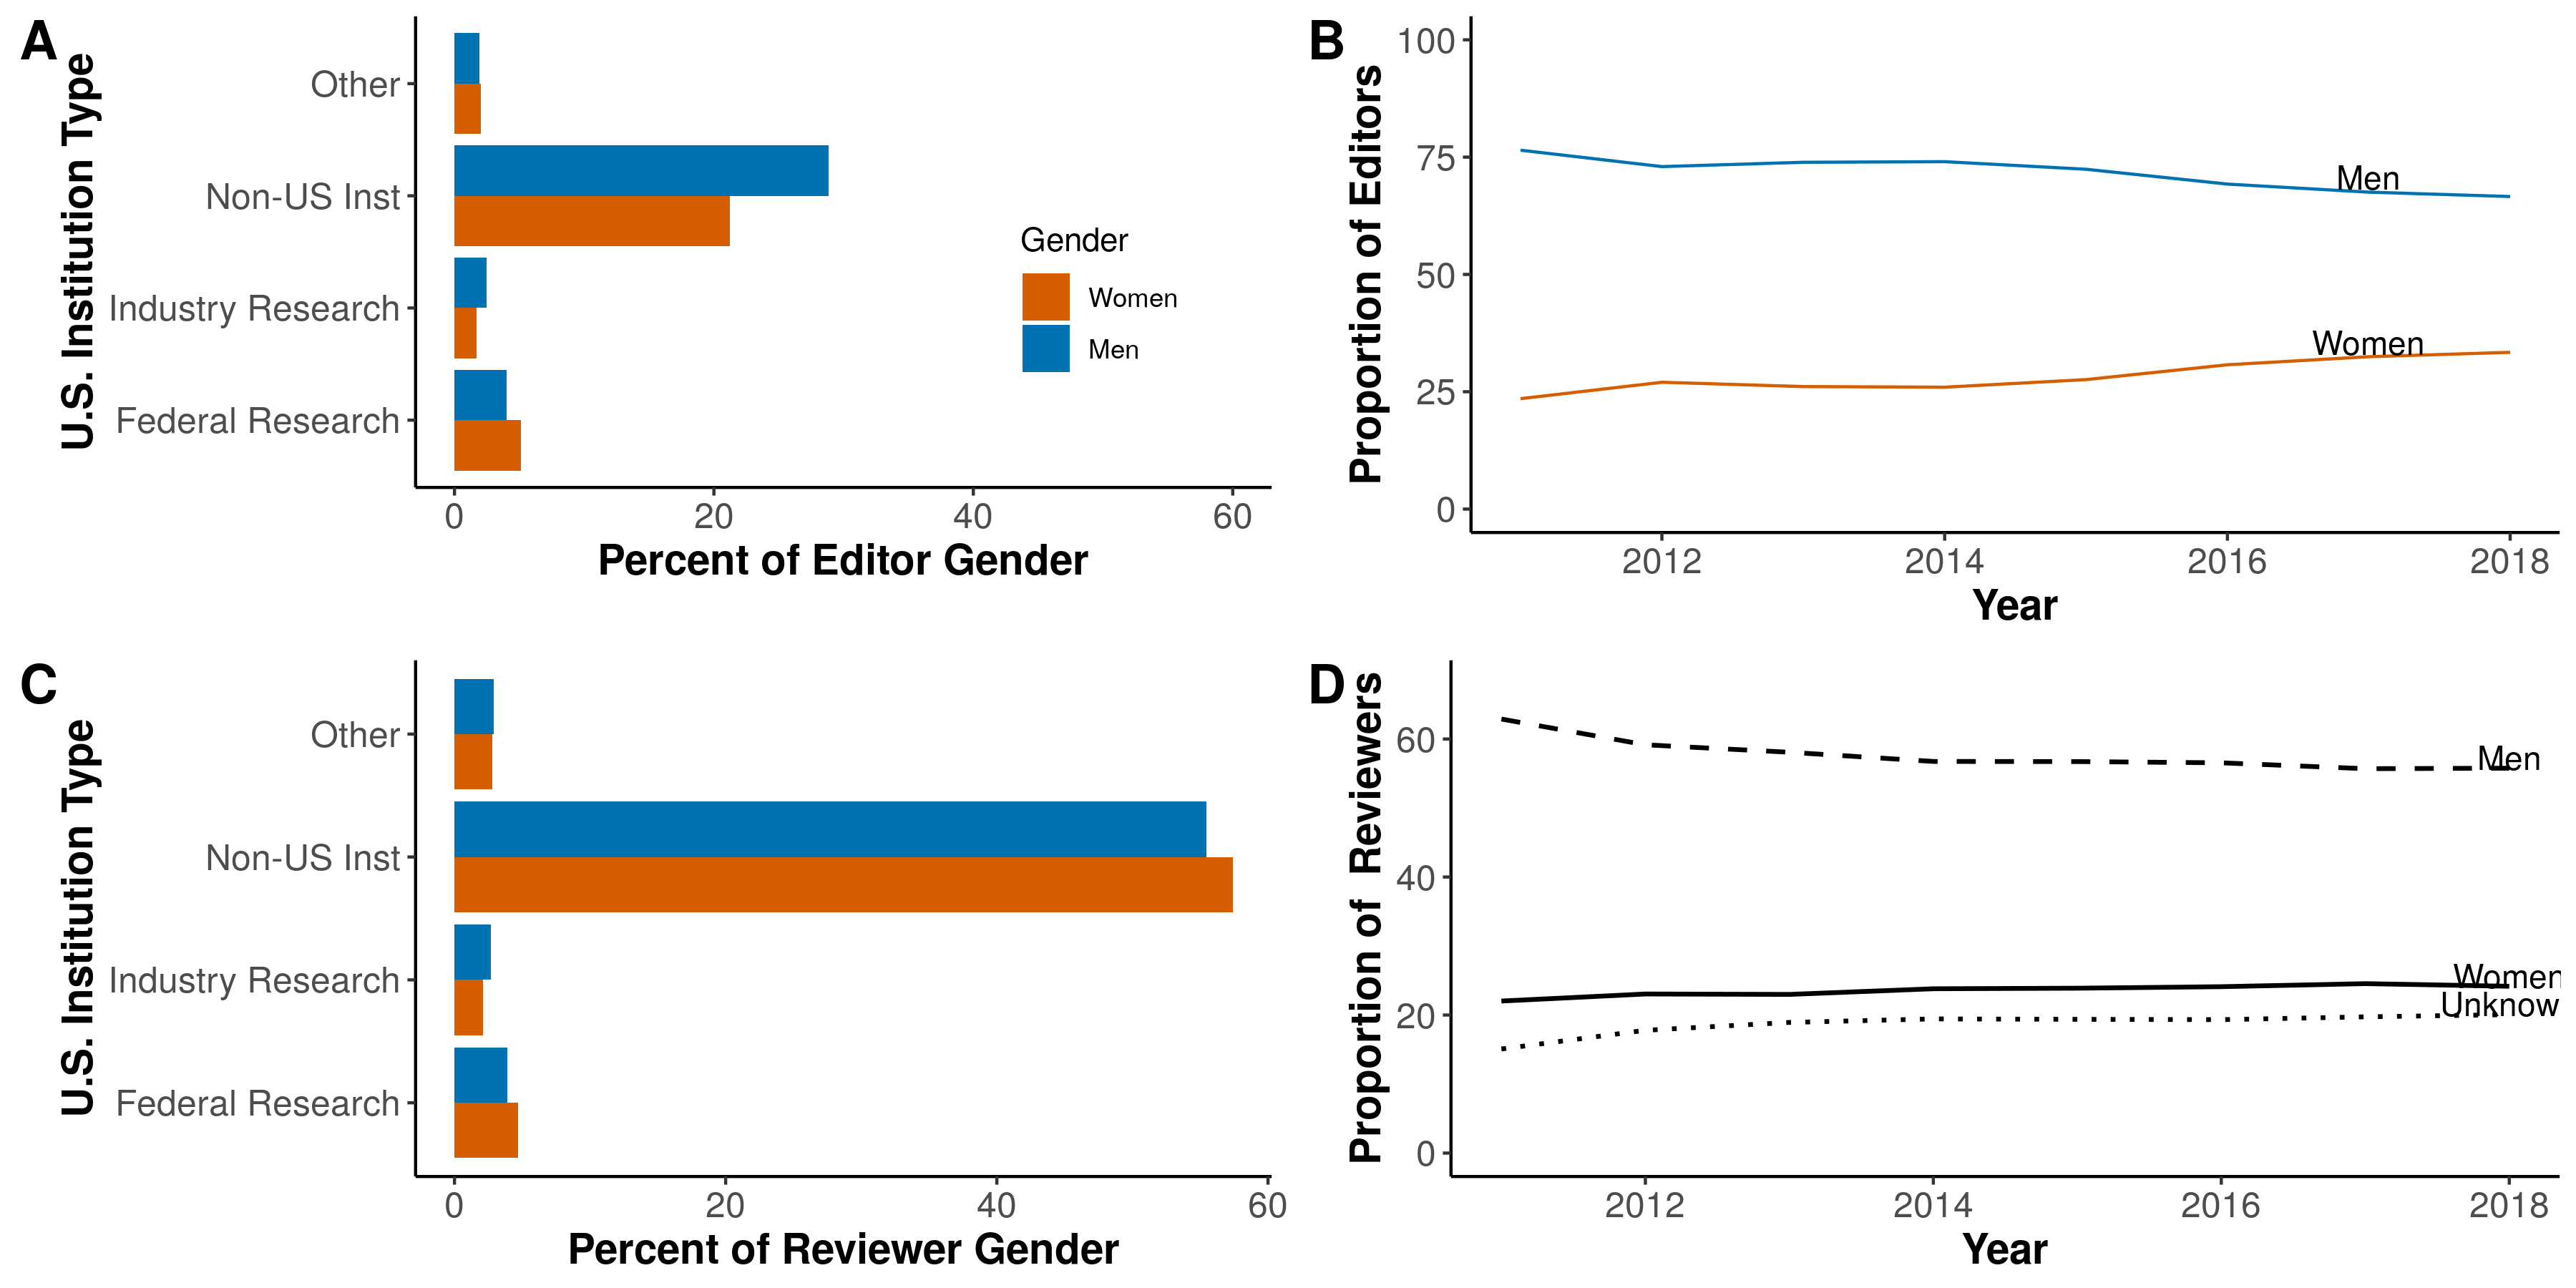 A
U.S. Institution Type
Other
Non-US Inst
Industry Research
Federal Research
Gender
Women
Men
0 20 40 60
Percent of Editor Gender
B
Proportion of Editors
100
75
50
25
0
Men
Women
2012 2014 2016 2018
Year
C
U.S. Institution Type
Other
Non-US Inst
Industry Research
Federal Research
0 20 40 60
Percent of Reviewer Gender
D
Proportion of Reviewers
60
40
20
0
Men
Women
Unknow
2012 2014 2016 2018
Year